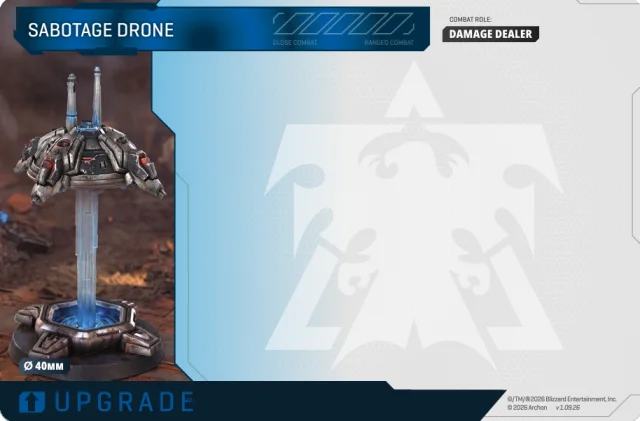 SABOTAGE DRONE
CLOSE COMBAT
RANGED COMBAT
COMBAT ROLE:
DAMAGE DEALER
Ø 40MM
UPGRADE
©/TM/®2026 Blizzard Entertainment, Inc.
© 2026 Archon v 1.09.26